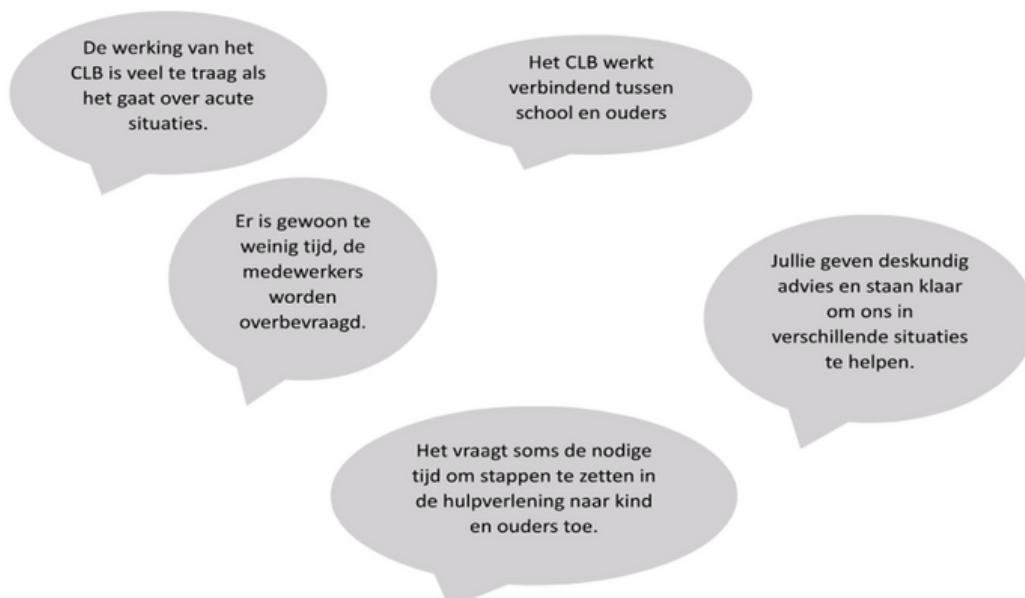 De werking van het
CLB is veel te traag als
het gaat over acute
situaties.
Het CLB werkt
verbindend tussen
school en ouders
Er is gewoon te
weinig tijd, de
medewerkers
worden
overbevraagd.
Jullie geven deskundig
advies en staan klaar
om ons in
verschillende situaties
te helpen.
Het vraagt soms de nodige
tijd om stappen te zetten in
de hulpverlening naar kind
en ouders toe.